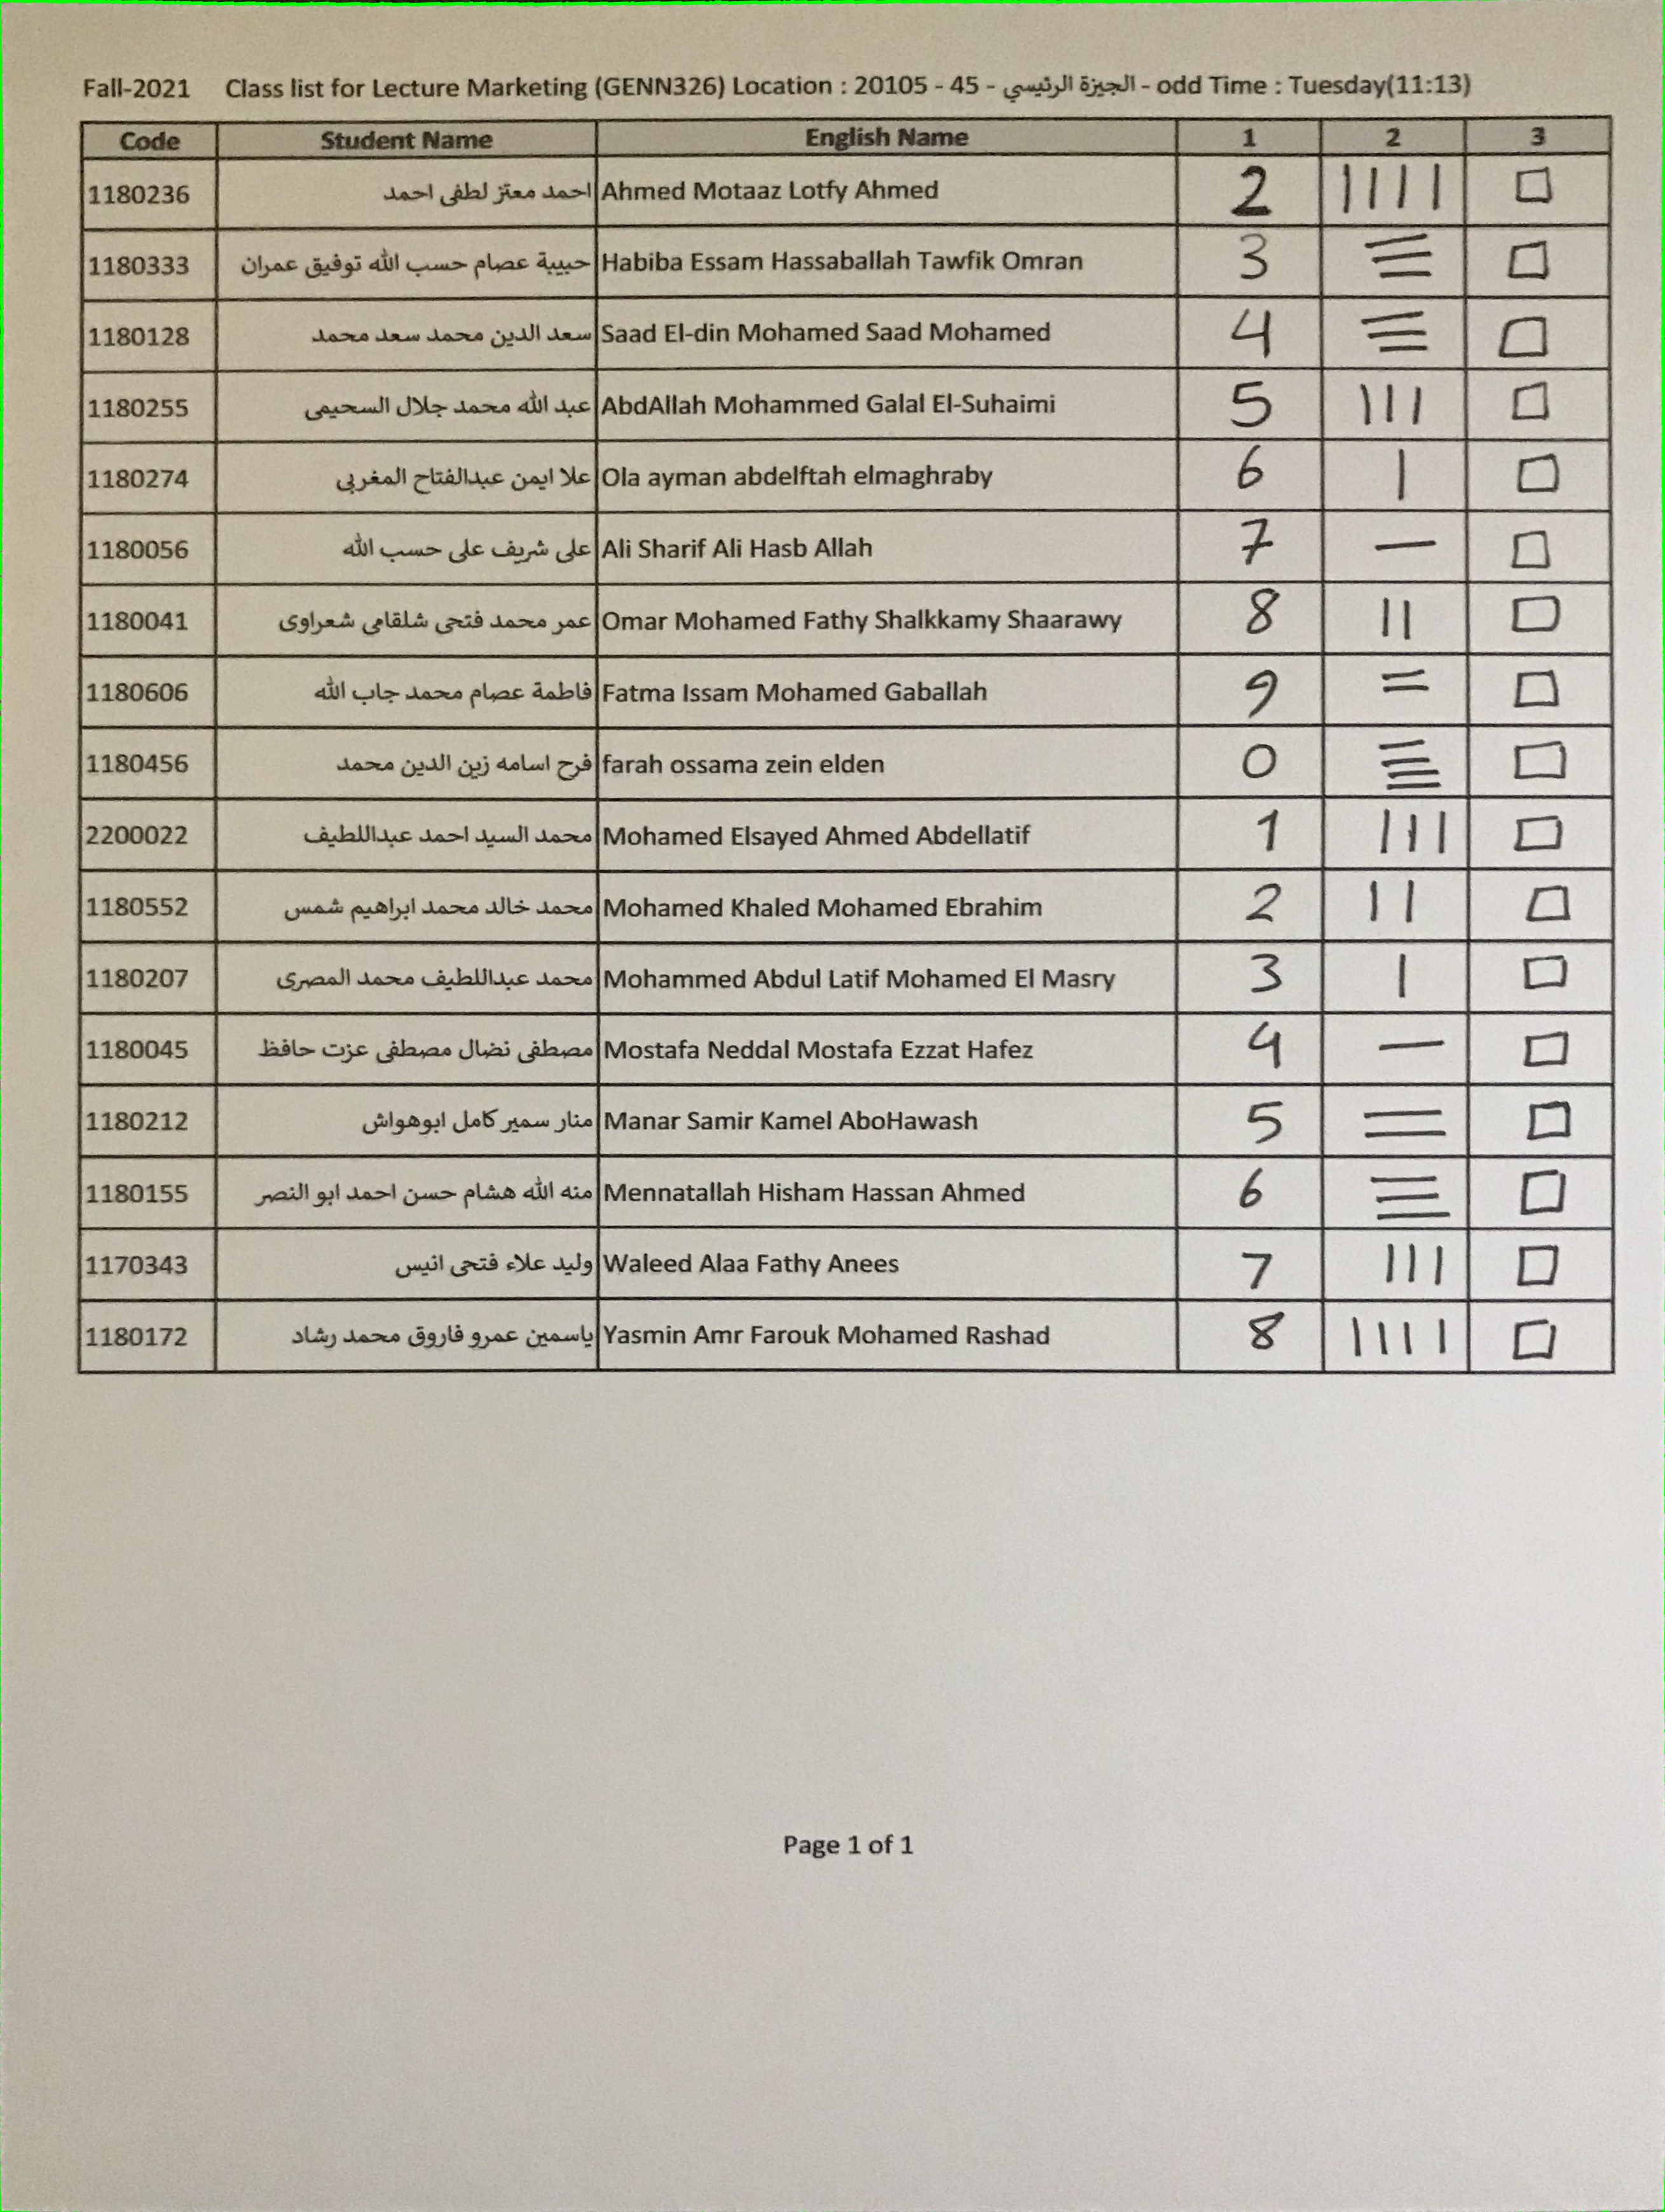 Fall-2021 Class list for Lecture Marketing (GENN326) Location : 20105 - 45 - الجيزة الرئيسي - odd Time : Tuesday(11:13)
Code Student Name English Name 1 2 3
1180236 احمد معتز لطفى احمد Ahmed Motaaz Lotfy Ahmed 2 |||| □
1180333 حبيبة عصام حسب الله توفيق عمران Habiba Essam Hassaballah Tawfik Omran 3 ☰ □
1180128 سعد الدين محمد سعد محمد Saad El-din Mohamed Saad Mohamed 4 ☰ □
1180255 عبد الله محمد جلال السحيمى AbdAllah Mohammed Galal El-Suhaimi 5 ||| □
1180274 علا ايمن عبدالفتاح المغربى Ola ayman abdelftah elmaghraby 6 | □
1180056 على شريف على حسب الله Ali Sharif Ali Hasb Allah 7 — □
1180041 عمر محمد فتحى شلقامى شعراوى Omar Mohamed Fathy Shalkkamy Shaarawy 8 || □
1180606 فاطمة عصام محمد جاب الله Fatma Issam Mohamed Gaballah 9 = □
1180456 فرح اسامه زين الدين محمد farah ossama zein elden 0 𝌆 □
2200022 محمد السيد احمد عبداللطيف Mohamed Elsayed Ahmed Abdellatif 1 ||| □
1180552 محمد خالد محمد ابراهيم شمس Mohamed Khaled Mohamed Ebrahim 2 || □
1180207 محمد عبداللطيف محمد المصرى Mohammed Abdul Latif Mohamed El Masry 3 | □
1180045 مصطفى نضال مصطفى عزت حافظ Mostafa Neddal Mostafa Ezzat Hafez 4 — □
1180212 منار سمير كامل ابوهواش Manar Samir Kamel AboHawash 5 = □
1180155 منه الله هشام حسن احمد ابو النصر Mennatallah Hisham Hassan Ahmed 6 ☰ □
1170343 وليد علاء فتحى انيس Waleed Alaa Fathy Anees 7 ||| □
1180172 ياسمين عمرو فاروق محمد رشاد Yasmin Amr Farouk Mohamed Rashad 8 |||| □
Page 1 of 1